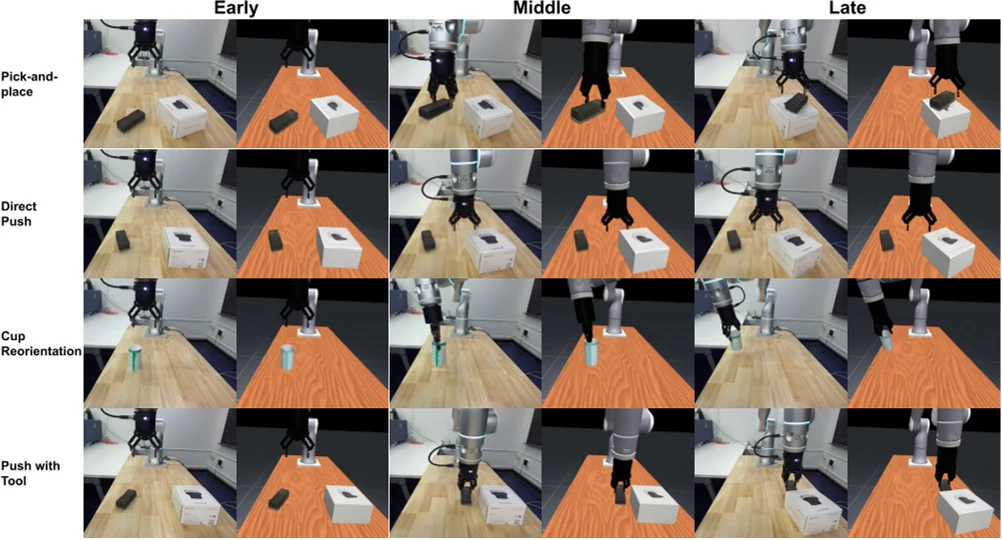 Early Middle Late
Pick-and-
place
Direct
Push
Cup
Reorientation
Push with
Tool